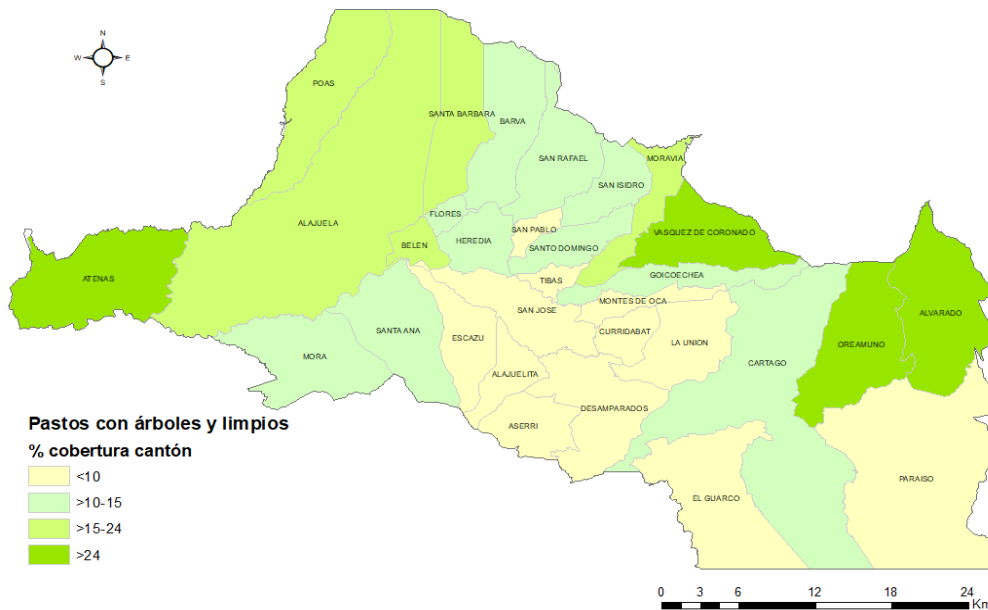 N
W E
S
POAS
SANTA BARBARA
BARVA
SAN RAFAEL
MORAVIA
SAN ISIDRO
ALAJUELA
FLORES
SAN PABLO
VASQUEZ DE CORONADO
BELEN
HEREDIA
SANTO DOMINGO
ATENAS
TIBAS
GOICOECHEA
MONTES DE OCA
SAN JOSE
ALVARADO
SANTA ANA
ESCAZU
CURRIDABAT
LA UNION
OREAMUNO
MORA
CARTAGO
ALAJUELITA
DESAMPARADOS
ASERRI
PARAISO
EL GUARCO
Pastos con árboles y limpios
% cobertura cantón
<10
>10-15
>15-24
>24
0 3 6 12 18 24
Km